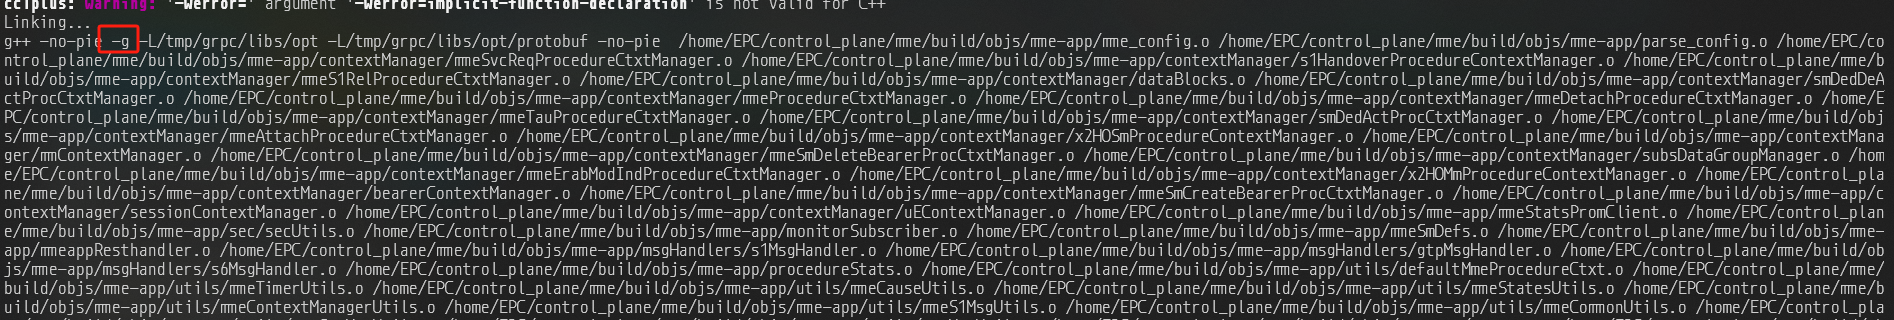 cc1plus: warning: '-Werror=' argument '-Werror=implicit-function-declaration' is not valid for C++
Linking...
g++ -no-pie -g -L/tmp/grpc/libs/opt -L/tmp/grpc/libs/opt/protobuf -no-pie  /home/EPC/control_plane/mme/build/objs/mme-app/mme_config.o /home/EPC/control_plane/mme/build/objs/mme-app/parse_config.o /home/EPC/co
ntrol_plane/mme/build/objs/mme-app/contextManager/mmeSvcReqProcedureCtxtManager.o /home/EPC/control_plane/mme/build/objs/mme-app/contextManager/s1HandoverProcedureContextManager.o /home/EPC/control_plane/mme/b
uild/objs/mme-app/contextManager/mmeS1RelProcedureCtxtManager.o /home/EPC/control_plane/mme/build/objs/mme-app/contextManager/dataBlocks.o /home/EPC/control_plane/mme/build/objs/mme-app/contextManager/smDedDeA
ctProcCtxtManager.o /home/EPC/control_plane/mme/build/objs/mme-app/contextManager/mmeProcedureCtxtManager.o /home/EPC/control_plane/mme/build/objs/mme-app/contextManager/mmeDetachProcedureCtxtManager.o /home/E
PC/control_plane/mme/build/objs/mme-app/contextManager/mmeTauProcedureCtxtManager.o /home/EPC/control_plane/mme/build/objs/mme-app/contextManager/smDedActProcCtxtManager.o /home/EPC/control_plane/mme/build/obj
s/mme-app/contextManager/mmeAttachProcedureCtxtManager.o /home/EPC/control_plane/mme/build/objs/mme-app/contextManager/x2HOSmProcedureContextManager.o /home/EPC/control_plane/mme/build/objs/mme-app/contextMana
ger/mmContextManager.o /home/EPC/control_plane/mme/build/objs/mme-app/contextManager/mmeSmDeleteBearerProcCtxtManager.o /home/EPC/control_plane/mme/build/objs/mme-app/contextManager/subsDataGroupManager.o /hom
e/EPC/control_plane/mme/build/objs/mme-app/contextManager/mmeErabModIndProcedureCtxtManager.o /home/EPC/control_plane/mme/build/objs/mme-app/contextManager/x2HOMmProcedureContextManager.o /home/EPC/control_pla
ne/mme/build/objs/mme-app/contextManager/bearerContextManager.o /home/EPC/control_plane/mme/build/objs/mme-app/contextManager/mmeSmCreateBearerProcCtxtManager.o /home/EPC/control_plane/mme/build/objs/mme-app/c
ontextManager/sessionContextManager.o /home/EPC/control_plane/mme/build/objs/mme-app/contextManager/uEContextManager.o /home/EPC/control_plane/mme/build/objs/mme-app/mmeStatsPromClient.o /home/EPC/control_plan
e/mme/build/objs/mme-app/sec/secUtils.o /home/EPC/control_plane/mme/build/objs/mme-app/monitorSubscriber.o /home/EPC/control_plane/mme/build/objs/mme-app/mmeSmDefs.o /home/EPC/control_plane/mme/build/objs/mme-
app/mmeappResthandler.o /home/EPC/control_plane/mme/build/objs/mme-app/msgHandlers/s1MsgHandler.o /home/EPC/control_plane/mme/build/objs/mme-app/msgHandlers/gtpMsgHandler.o /home/EPC/control_plane/mme/build/ob
js/mme-app/msgHandlers/s6MsgHandler.o /home/EPC/control_plane/mme/build/objs/mme-app/procedureStats.o /home/EPC/control_plane/mme/build/objs/mme-app/utils/defaultMmeProcedureCtxt.o /home/EPC/control_plane/mme/
build/objs/mme-app/utils/mmeTimerUtils.o /home/EPC/control_plane/mme/build/objs/mme-app/utils/mmeCauseUtils.o /home/EPC/control_plane/mme/build/objs/mme-app/utils/mmeStatesUtils.o /home/EPC/control_plane/mme/b
uild/objs/mme-app/utils/mmeContextManagerUtils.o /home/EPC/control_plane/mme/build/objs/mme-app/utils/mmeS1MsgUtils.o /home/EPC/control_plane/mme/build/objs/mme-app/utils/mmeCommonUtils.o /home/EPC/control_pla